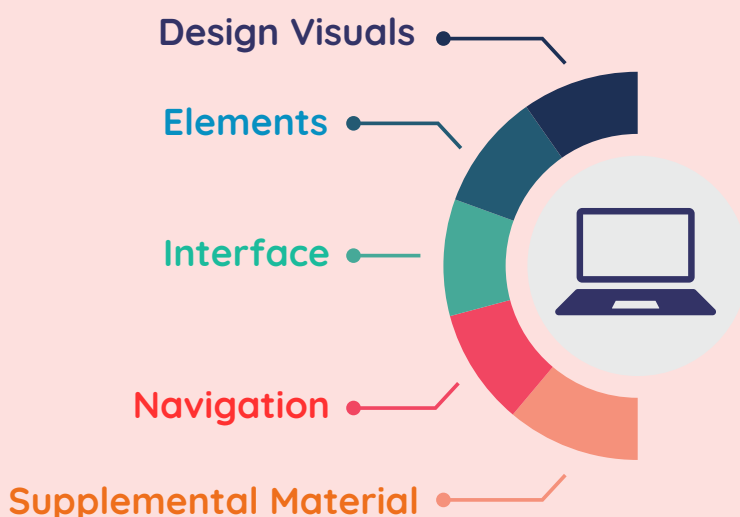 Design Visuals
Elements
Interface
Navigation
Supplemental Material